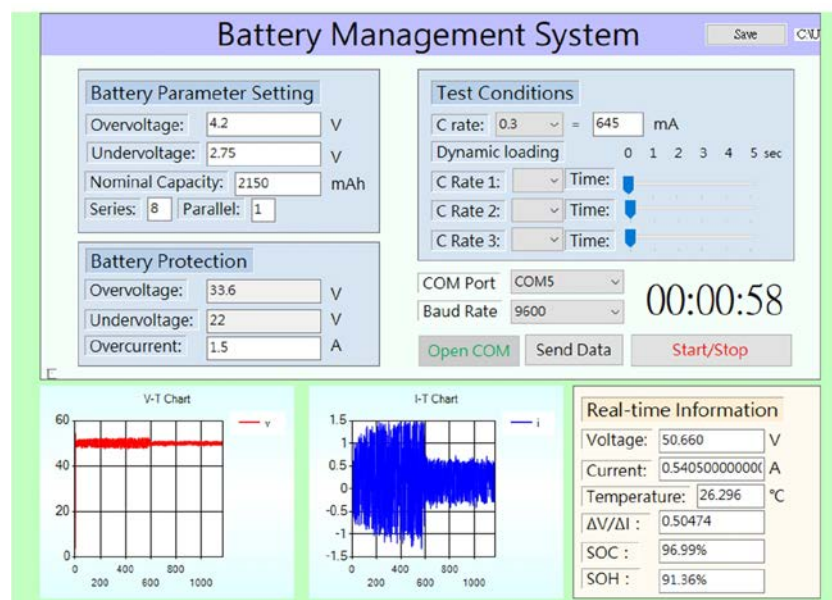 Battery Management System
Save
C:\U
Battery Parameter Setting
Overvoltage: 4.2 V
Undervoltage: 2.75 V
Nominal Capacity: 2150 mAh
Series: 8 Parallel: 1
Battery Protection
Overvoltage: 33.6 V
Undervoltage: 22 V
Overcurrent: 1.5 A
Test Conditions
C rate: 0.3 = 645 mA
Dynamic loading 0 1 2 3 4 5 sec
C Rate 1: Time:
C Rate 2: Time:
C Rate 3: Time:
COM Port COM5
Baud Rate 9600
00:00:58
Open COM Send Data Start/Stop
V-T Chart
v
60
40
20
0
0 400 800
200 600 1000
I-T Chart
i
1.5
1
0.5
0
-0.5
-1
-1.5
0 400 800
200 600 1000
Real-time Information
Voltage: 50.660 V
Current: 0.54050000000( A
Temperature: 26.296 °C
ΔV/ΔI : 0.50474
SOC : 96.99%
SOH : 91.36%